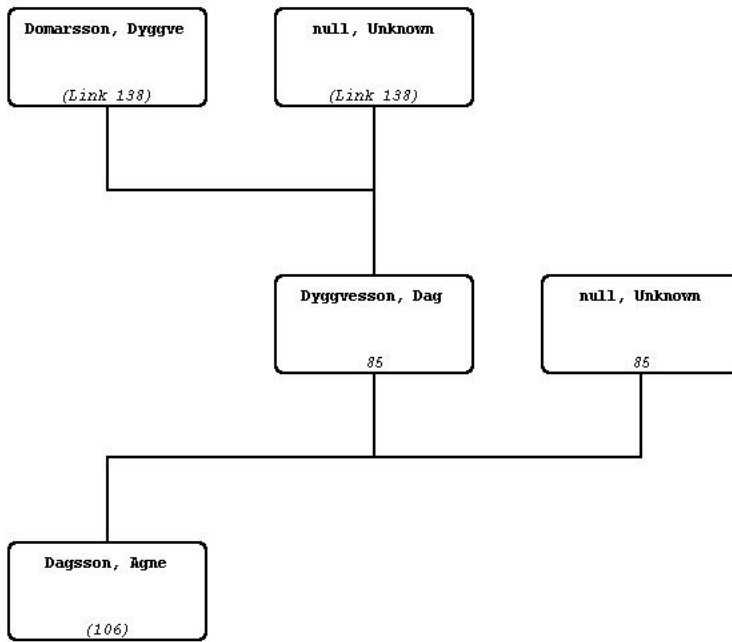 Domarsson, Dyggve
(Link 138)
null, Unknown
(Link 138)
Dyggvesson, Dag
85
null, Unknown
85
Dagsson, Agne
(106)